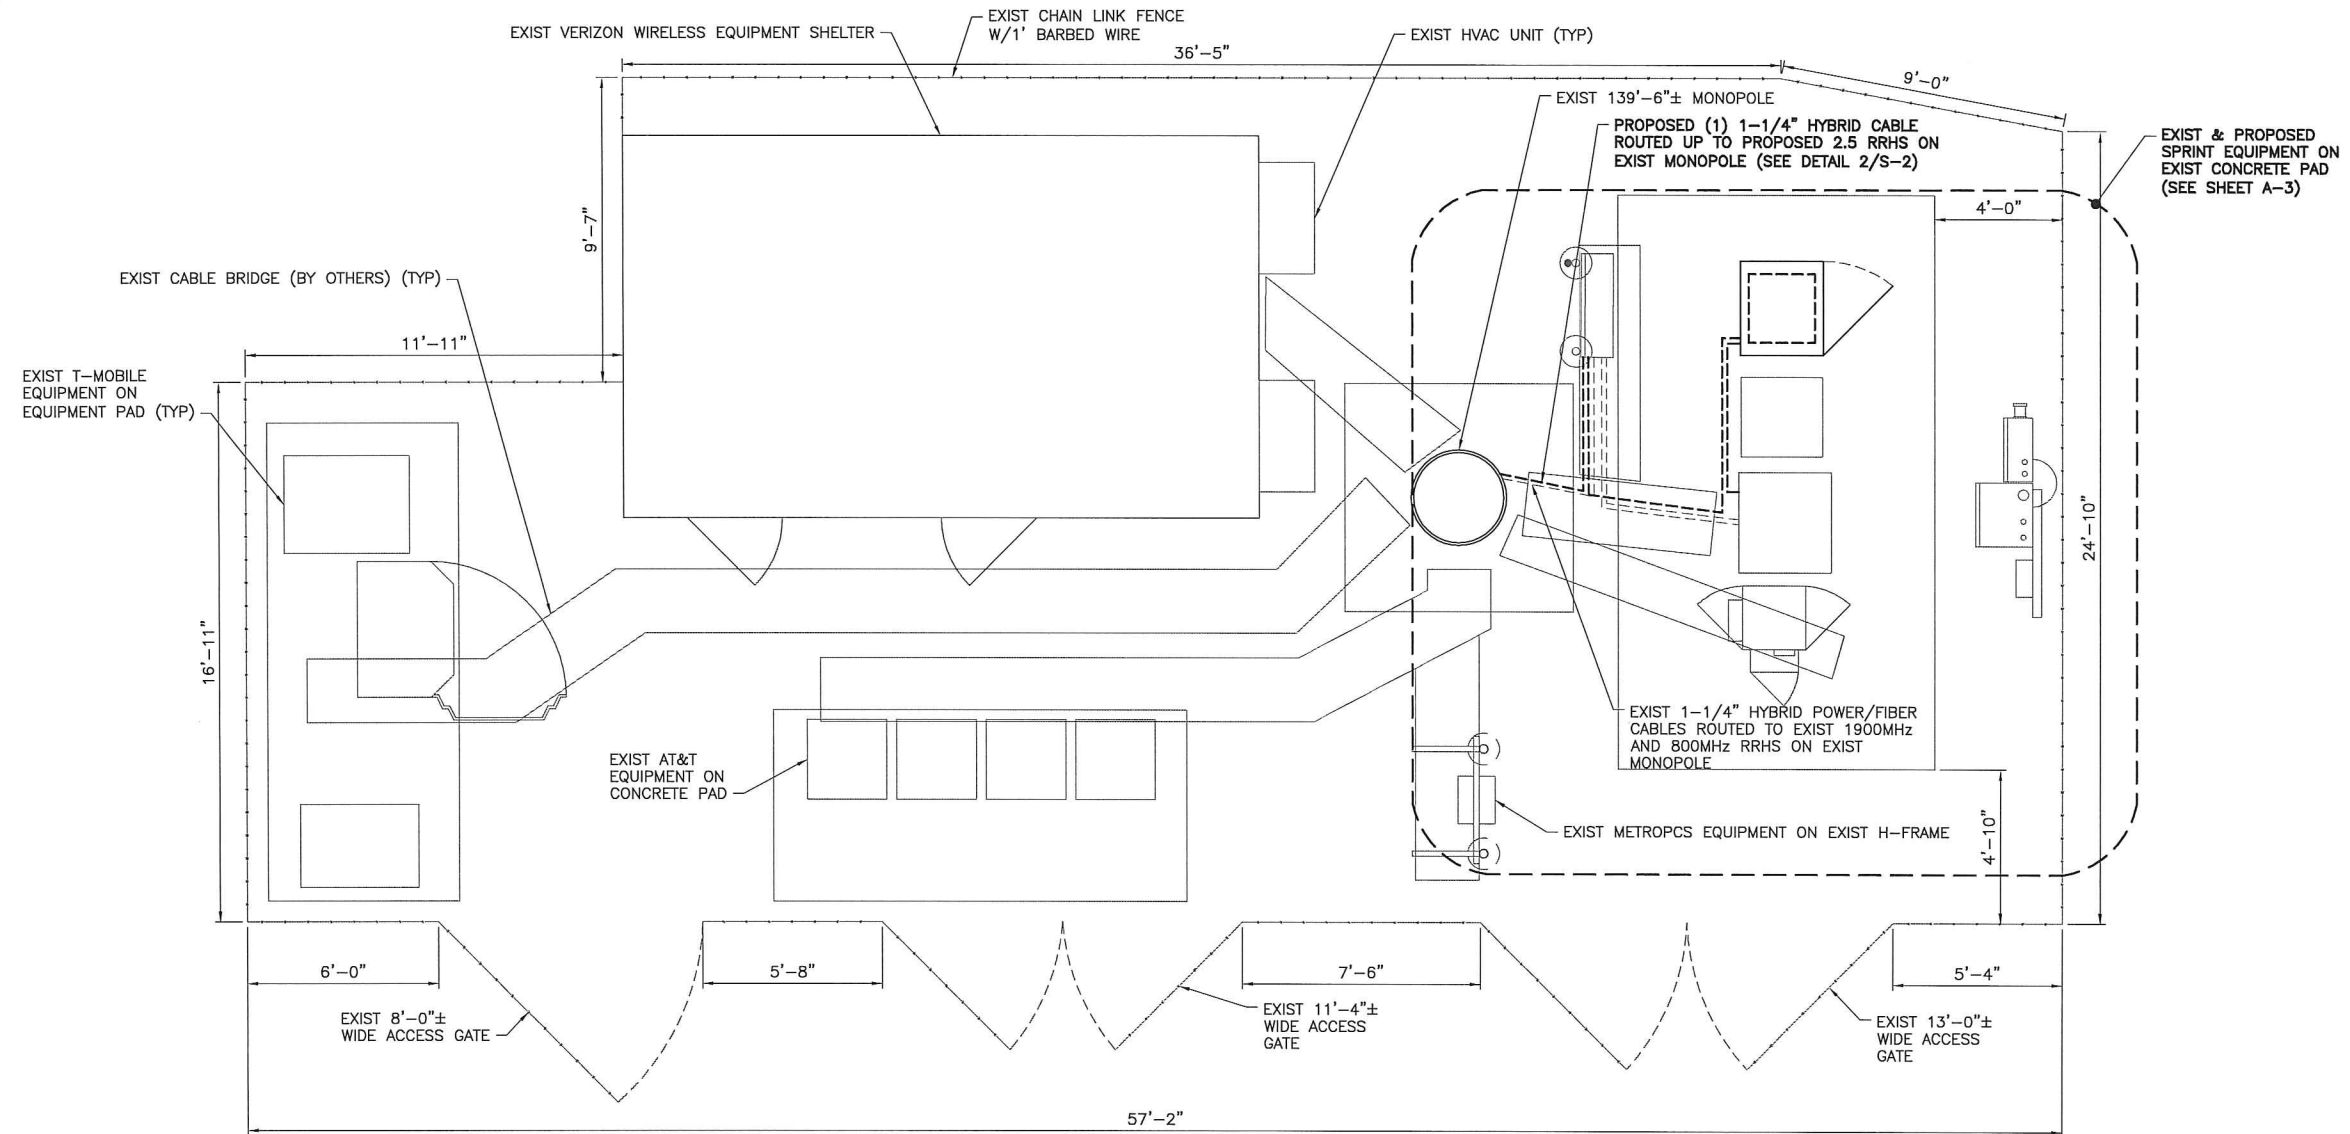 EXIST CHAIN LINK FENCE
W/1' BARBED WIRE
EXIST VERIZON WIRELESS EQUIPMENT SHELTER
EXIST HVAC UNIT (TYP)
36'-5"
9'-0"
EXIST 139'-6"± MONOPOLE
PROPOSED (1) 1-1/4" HYBRID CABLE
ROUTED UP TO PROPOSED 2.5 RRHS ON
EXIST MONOPOLE (SEE DETAIL 2/S-2)
EXIST & PROPOSED
SPRINT EQUIPMENT ON
EXIST CONCRETE PAD
(SEE SHEET A-3)
4'-0"
9'-7"
EXIST CABLE BRIDGE (BY OTHERS) (TYP)
11'-11"
EXIST T-MOBILE
EQUIPMENT ON
EQUIPMENT PAD (TYP)
24'-10"
16'-11"
EXIST 1-1/4" HYBRID POWER/FIBER
CABLES ROUTED TO EXIST 1900MHz
AND 800MHz RRHS ON EXIST
MONOPOLE
EXIST AT&T
EQUIPMENT ON
CONCRETE PAD
EXIST METROPCS EQUIPMENT ON EXIST H-FRAME
4'-10"
6'-0"
5'-8"
7'-6"
5'-4"
EXIST 8'-0"±
WIDE ACCESS GATE
EXIST 11'-4"±
WIDE ACCESS
GATE
EXIST 13'-0"±
WIDE ACCESS
GATE
57'-2"